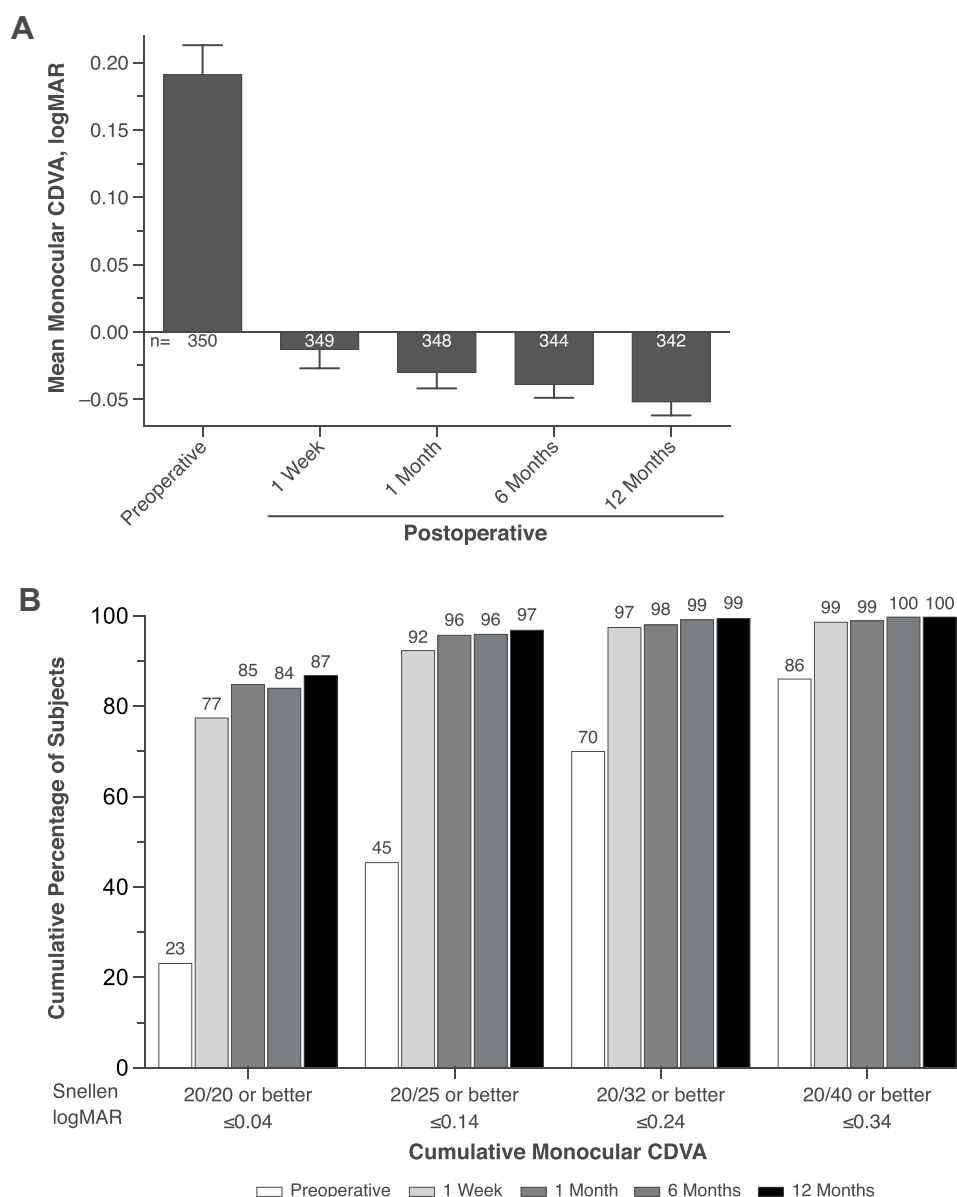 A
Mean Monocular CDVA, logMAR
0.20
0.15
0.10
0.05
0.00
–0.05
n= 350 349 348 344 342
Preoperative 1 Week 1 Month 6 Months 12 Months
Postoperative
B
Cumulative Percentage of Subjects
100
80
60
40
20
0
23 77 85 84 87
45 92 96 96 97
70 97 98 99 99
86 99 99 100 100
Snellen 20/20 or better 20/25 or better 20/32 or better 20/40 or better
logMAR ≤0.04 ≤0.14 ≤0.24 ≤0.34
Cumulative Monocular CDVA
Preoperative 1 Week 1 Month 6 Months 12 Months